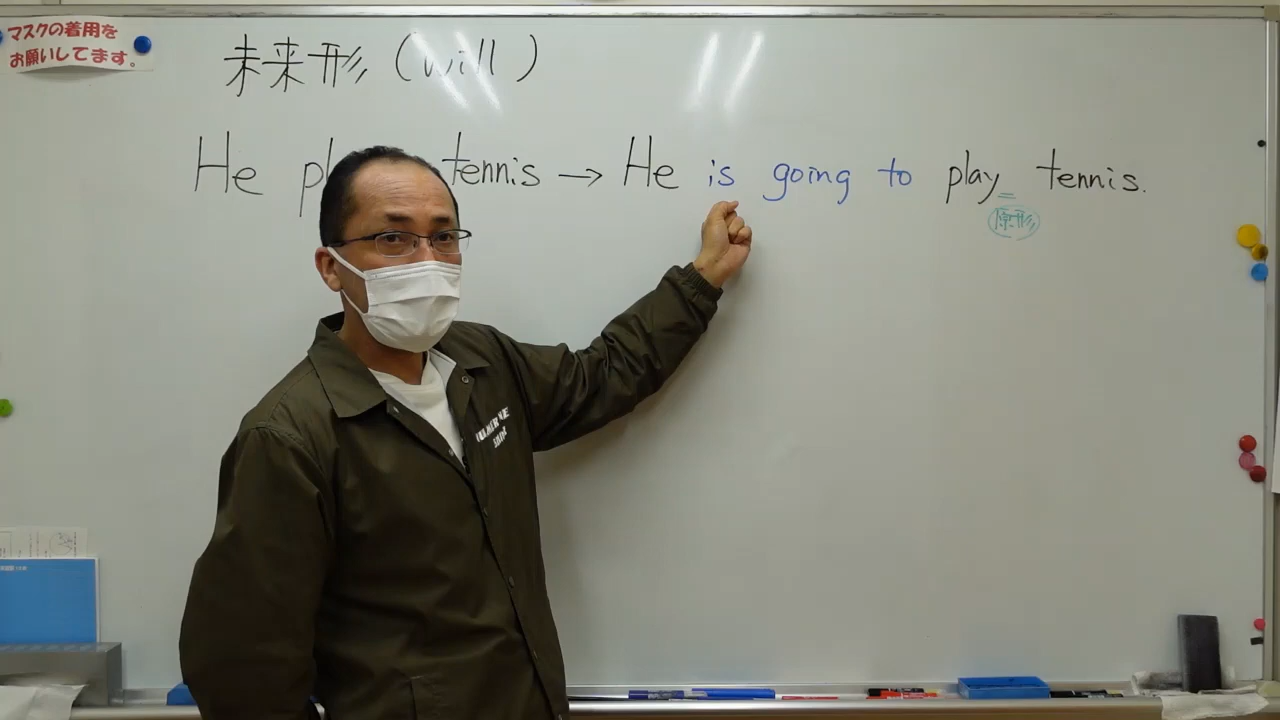 マスクの着用を
お願いしてます。
未来形 (will)
He pl tennis → He is going to play tennis.
原形